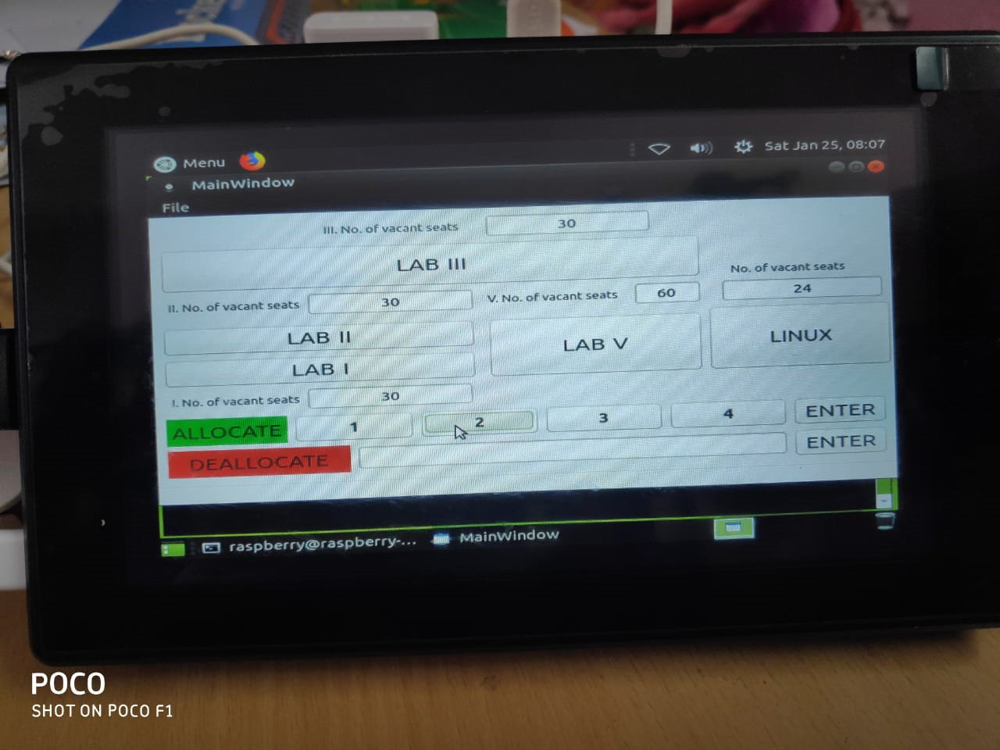 Menu
Sat Jan 25, 08:07
MainWindow
File
III. No. of vacant seats 30
LAB III
No. of vacant seats
II. No. of vacant seats 30 V. No. of vacant seats 60 24
LAB II LAB V LINUX
LAB I
I. No. of vacant seats 30
ALLOCATE 1 2 3 4 ENTER
DEALLOCATE ENTER
raspberry@raspberry-... MainWindow
POCO
SHOT ON POCO F1